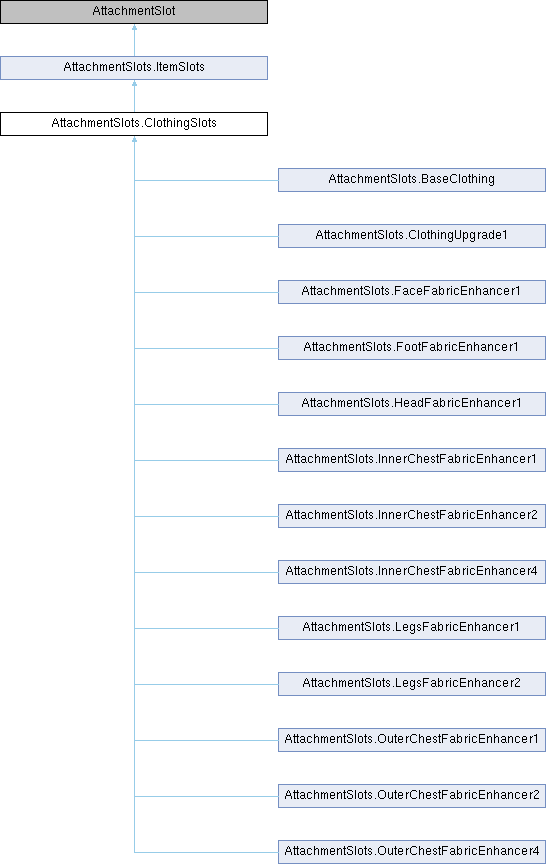 AttachmentSlot
AttachmentSlots.ItemSlots
AttachmentSlots.ClothingSlots
AttachmentSlots.BaseClothing
AttachmentSlots.ClothingUpgrade1
AttachmentSlots.FaceFabricEnhancer1
AttachmentSlots.FootFabricEnhancer1
AttachmentSlots.HeadFabricEnhancer1
AttachmentSlots.InnerChestFabricEnhancer1
AttachmentSlots.InnerChestFabricEnhancer2
AttachmentSlots.InnerChestFabricEnhancer4
AttachmentSlots.LegsFabricEnhancer1
AttachmentSlots.LegsFabricEnhancer2
AttachmentSlots.OuterChestFabricEnhancer1
AttachmentSlots.OuterChestFabricEnhancer2
AttachmentSlots.OuterChestFabricEnhancer4